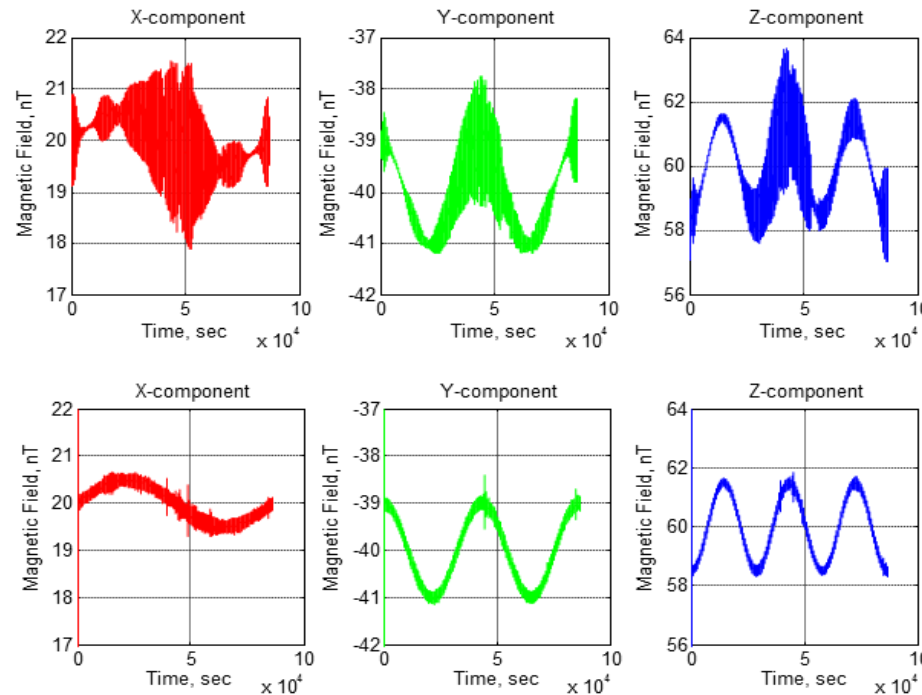 X-component Y-component Z-component
22 -37 64
21 -38 62
20 -39 60
19 -40 58
18 -41
17 -42 56
0 5 10 0 5 10 0 5 10
Time, sec Time, sec Time, sec
x 10⁴ x 10⁴ x 10⁴
Magnetic Field, nT Magnetic Field, nT Magnetic Field, nT
X-component Y-component Z-component
22 -37 64
21 -38 62
20 -39 60
19 -40 58
18 -41
17 -42 56
0 5 10 0 5 10 0 5 10
Time, sec Time, sec Time, sec
x 10⁴ x 10⁴ x 10⁴
Magnetic Field, nT Magnetic Field, nT Magnetic Field, nT